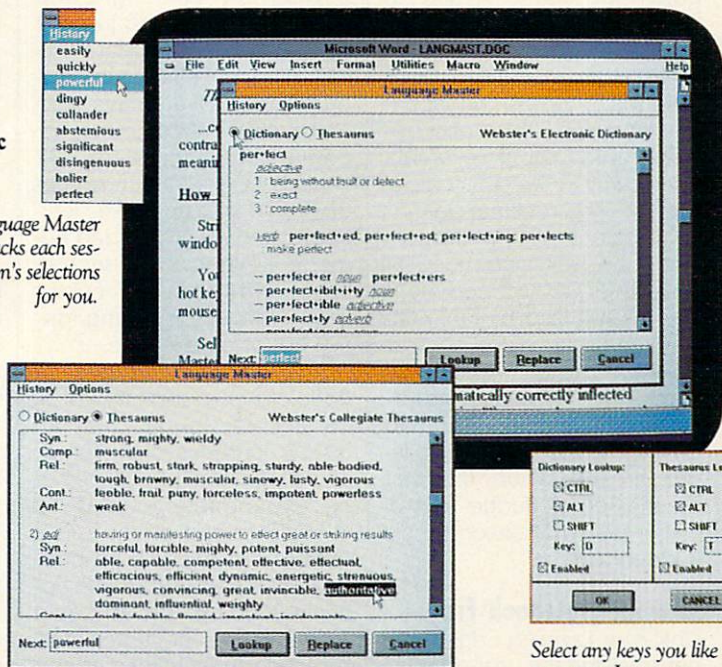 History
easily
quickly
powerful
dingy
collander
abstemious
significant
disingenuous
holier
perfect
c
guage Master
acks each ses-
n's selections
for you.
Microsoft Word - LANGMAST.DOC
File Edit View Insert Format Utilities Macro Window Help
Language Master
History Options
...c
contra
meani
How
Stri
windo
Yo
hot ke
mouse
Sel
Master
Dictionary Thesaurus Webster's Electronic Dictionary
per•fect
adjective
1 being without fault or defect
2 exact
3 complete
verb per•fect•ed; per•fect•ed; per•fect•ing; per•fects
make perfect
– per•fect•er noun per•fect•ers
– per•fect•ibil•i•ty noun
– per•fect•ible adjective
– per•fect•ly adverb
Next: perfect Lookup Replace Cancel
matically correctly inflected
Language Master
History Options
Dictionary Thesaurus Webster's Collegiate Thesaurus
Syn.: strong, mighty, wieldy
Comp.: muscular
Rel.: firm, robust, stark, strapping, sturdy, able-bodied,
tough, brawny, muscular, sinewy, lusty, vigorous
Cont.: feeble, frail, puny, forceless, impotent, powerless
Ant.: weak
2) adj having or manifesting power to effect great or striking results
Syn.: forceful, forcible, mighty, potent, puissant
Rel.: able, capable, competent, effective, effectual,
efficacious, efficient, dynamic, energetic, strenuous,
vigorous, convincing, great, invincible, authoritative
dominant, influential, weighty
Next: powerful Lookup Replace Cancel
Dictionary Lookup: Thesaurus Lo
CTRL CTRL
ALT ALT
SHIFT SHIFT
Key: D Key: T
Enabled Enabled
OK CANCEL
Select any keys you like